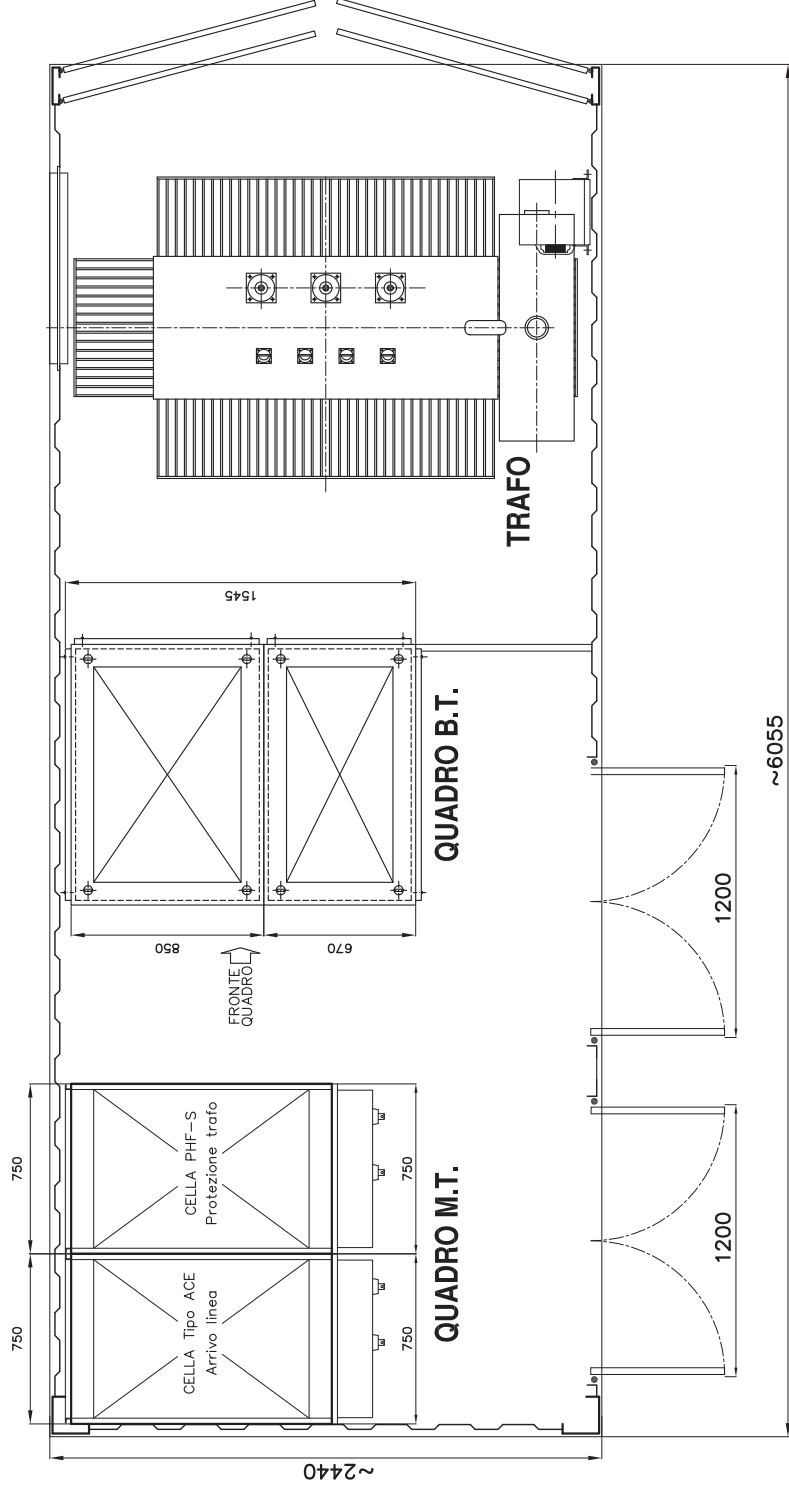 TRAFO
1545
QUADRO B.T.
~6055
850
670
1200
FRONTE
QUADRO
750
CELLA PHF-S
Protezione trafo
750
QUADRO M.T.
1200
750
CELLA Tipo ACE
Arrivo linea
750
~2440